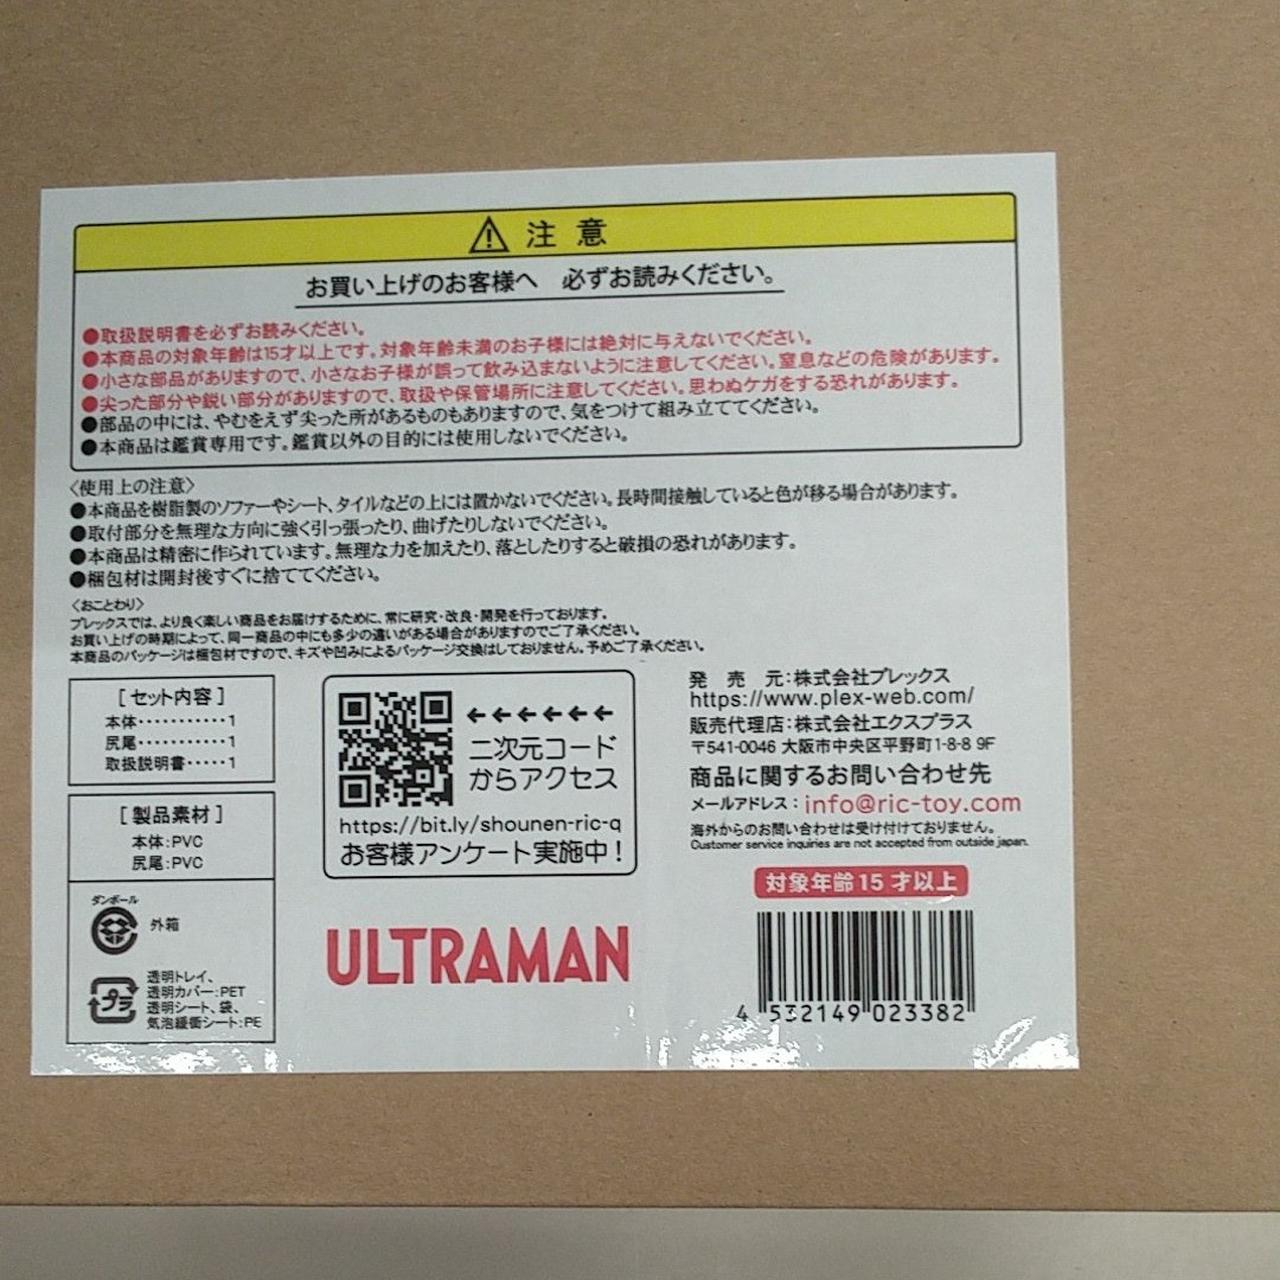 注意
お買い上げのお客様へ 必ずお読みください。
●取扱説明書を必ずお読みください。
●本商品の対象年齢は15才以上です。対象年齢未満のお子様には絶対に与えないでください。
●小さな部品がありますので、小さなお子様が誤って飲み込まないように注意してください。窒息などの危険があります。
●尖った部分や鋭い部分がありますので、取扱や保管場所に注意してください。思わぬケガをする恐れがあります。
●部品の中には、やむをえず尖った所があるものもありますので、気をつけて組み立ててください。
●本商品は鑑賞専用です。鑑賞以外の目的には使用しないでください。
〈使用上の注意〉
●本商品を樹脂製のソファーやシート、タイルなどの上には置かないでください。長時間接触していると色が移る場合があります。
●取付部分を無理な方向に強く引っ張ったり、曲げたりしないでください。
●本商品は精密に作られています。無理な力を加えたり、落としたりすると破損の恐れがあります。
●梱包材は開封後すぐに捨ててください。
〈おことわり〉
プレックスでは、より良く楽しい商品をお届けするために、常に研究・改良・開発を行っております。
お買い上げの時期によって、同一商品の中にも多少の違いがある場合がありますのでご了承ください。
本商品のパッケージは梱包材ですので、キズや凹みによるパッケージ交換はしておりません。予めご了承ください。
[セット内容]
本体・・・・・・・・・・・1
尻尾・・・・・・・・・・・1
取扱説明書・・・・・1
[製品素材]
本体:PVC
尻尾:PVC
ダンボール
外箱
プラ
透明トレイ、
透明カバー:PET
透明シート、袋、
気泡緩衝シート:PE
←←←←←←
二次元コード
からアクセス
https://bit.ly/shounen-ric-q
お客様アンケート実施中!
ULTRAMAN
発売元:株式会社プレックス
https://www.plex-web.com/
販売代理店:株式会社エクスプラス
〒541-0046 大阪市中央区平野町1-8-8 9F
商品に関するお問い合わせ先
メールアドレス:info@ric-toy.com
海外からのお問い合わせは受け付けておりません。
Customer service inquiries are not accepted from outside japan.
対象年齢15才以上
4 532149 023382